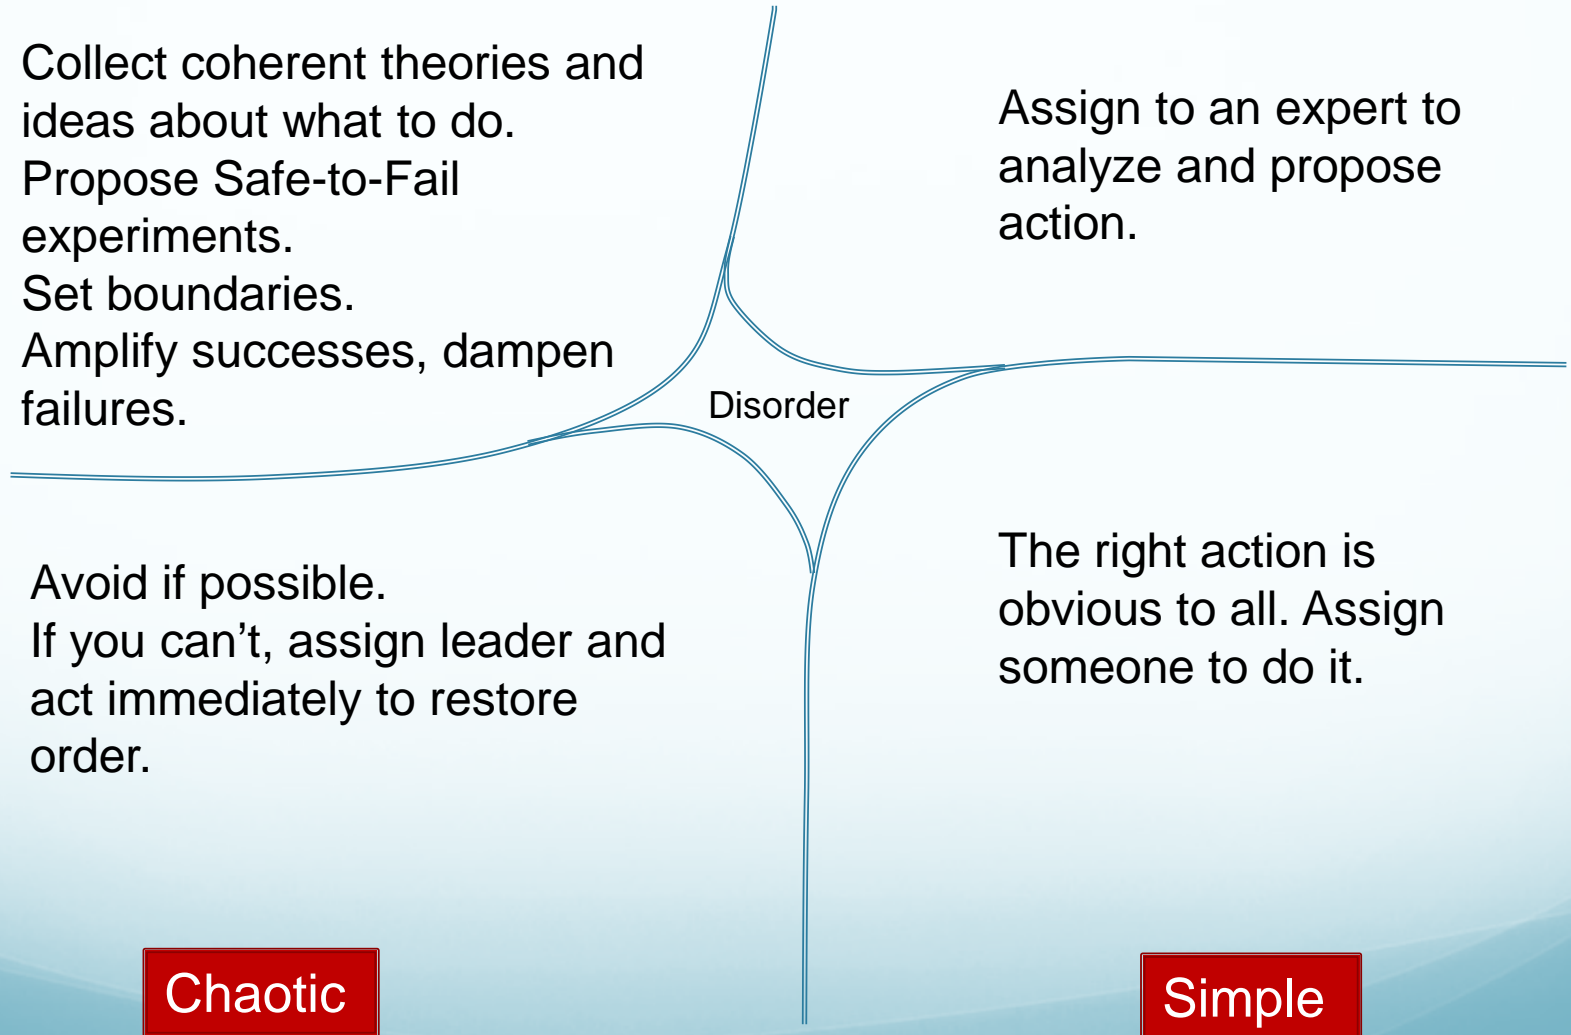 Collect coherent theories and
ideas about what to do.
Propose Safe-to-Fail
experiments.
Set boundaries.
Amplify successes, dampen
failures.
Assign to an expert to
analyze and propose
action.
Disorder
Avoid if possible.
If you can’t, assign leader and
act immediately to restore
order.
The right action is
obvious to all. Assign
someone to do it.
Chaotic
Simple